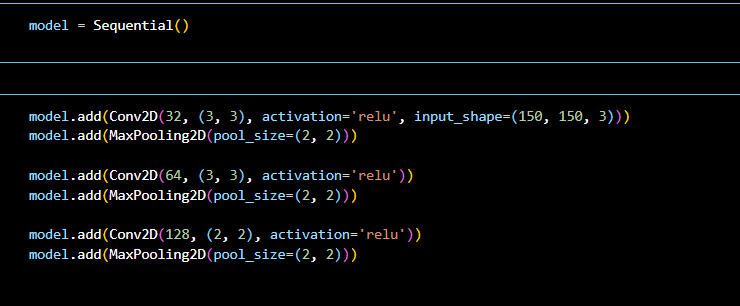 model = Sequential()
model.add(Conv2D(32, (3, 3), activation='relu', input_shape=(150, 150, 3)))
model.add(MaxPooling2D(pool_size=(2, 2)))
model.add(Conv2D(64, (3, 3), activation='relu'))
model.add(MaxPooling2D(pool_size=(2, 2)))
model.add(Conv2D(128, (2, 2), activation='relu'))
model.add(MaxPooling2D(pool_size=(2, 2)))